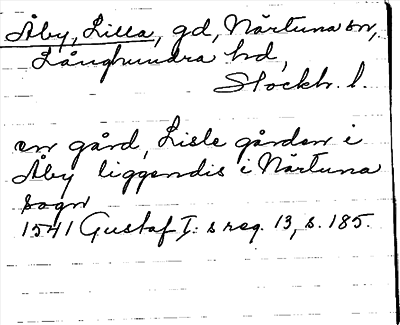 Åby, Lilla, gd, Närtuna sn,
Långhundra hd,
Stockh. l.
en gård, Lisle gården i
Åby liggendis i Närtuna
sogn
1541 Gustaf I:s reg. 13, s. 185.